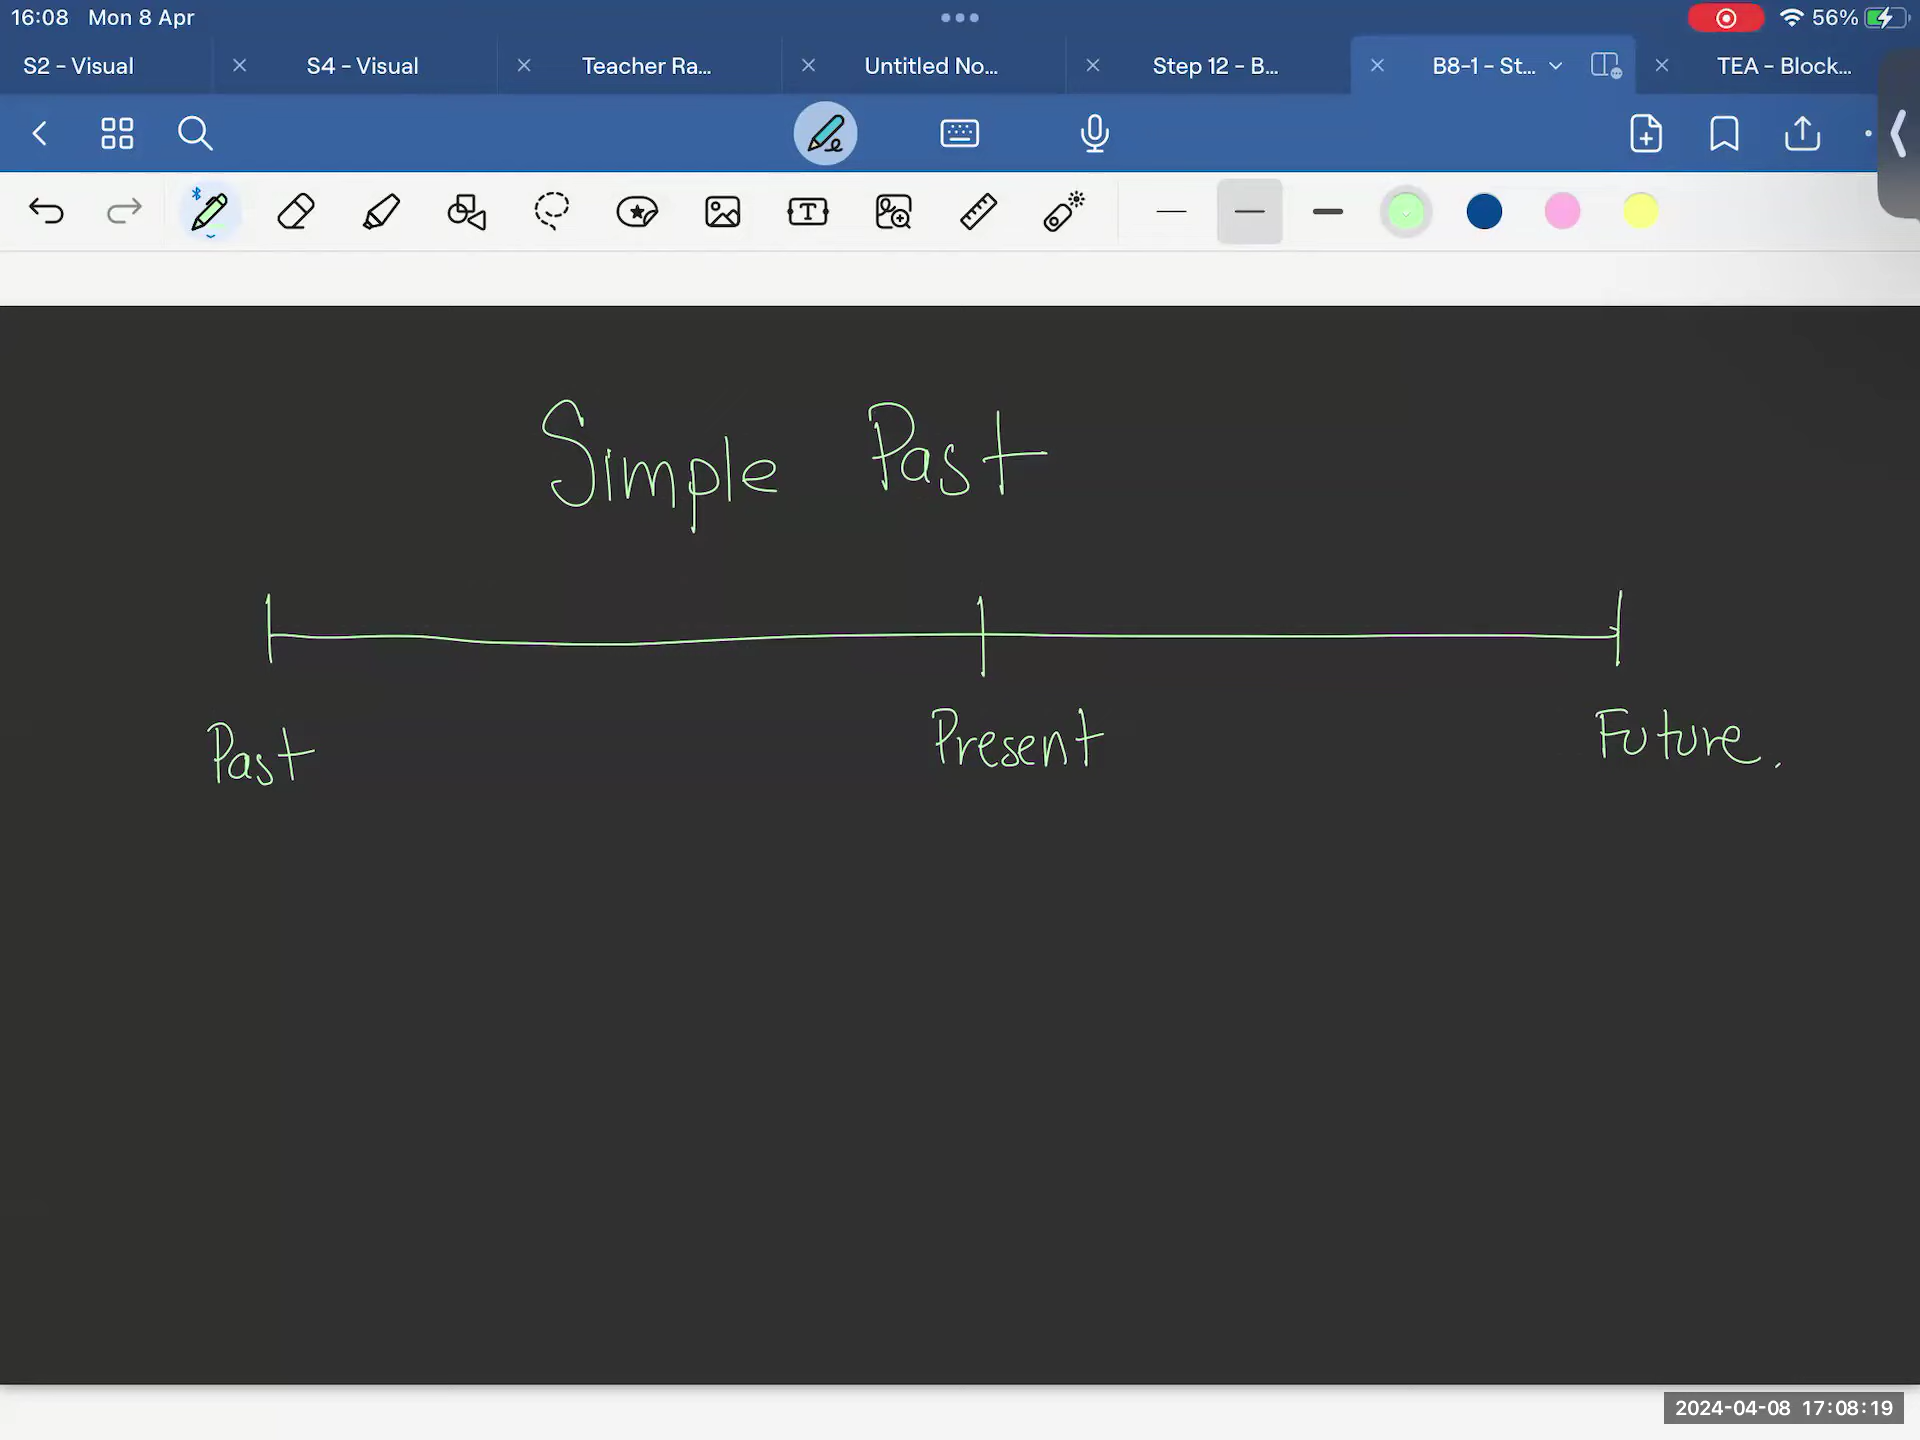 16:08 Mon 8 Apr
56%
S2 - Visual
S4 - Visual
Teacher Ra...
Untitled No...
Step 12 - B...
B8-1 - St...
TEA - Block...
Simple Past
Past Present Future.
2024-04-08 17:08:19